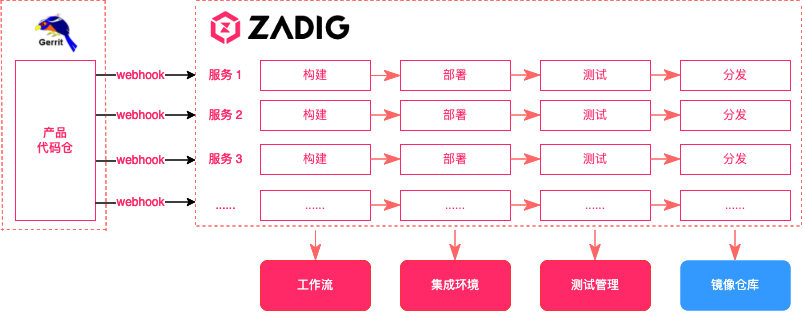 Gerrit
ZADIG
产品
代码仓
webhook
服务 1
构建
部署
测试
分发
webhook
服务 2
构建
部署
测试
分发
webhook
服务 3
构建
部署
测试
分发
webhook
......
......
......
......
......
工作流
集成环境
测试管理
镜像仓库